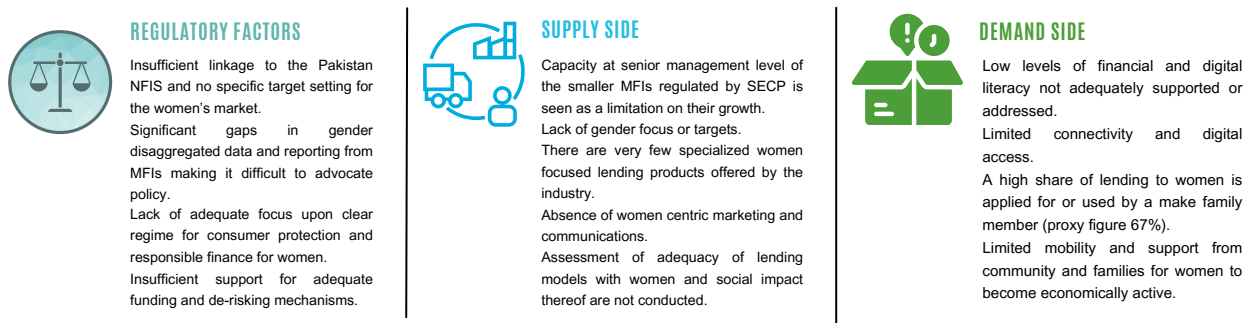 REGULATORY FACTORS
Insufficient linkage to the Pakistan
NFIS and no specific target setting for
the women's market.
Significant gaps in gender
disaggregated data and reporting from
MFIs making it difficult to advocate
policy.
Lack of adequate focus upon clear
regime for consumer protection and
responsible finance for women.
Insufficient support for adequate
funding and de-risking mechanisms.
SUPPLY SIDE
Capacity at senior management level of
the smaller MFIs regulated by SECP is
seen as a limitation on their growth.
Lack of gender focus or targets.
There are very few specialized women
focused lending products offered by the
industry.
Absence of women centric marketing and
communications.
Assessment of adequacy of lending
models with women and social impact
thereof are not conducted.
DEMAND SIDE
Low levels of financial and digital
literacy not adequately supported or
addressed.
Limited connectivity and digital
access.
A high share of lending to women is
applied for or used by a make family
member (proxy figure 67%).
Limited mobility and support from
community and families for women to
become economically active.